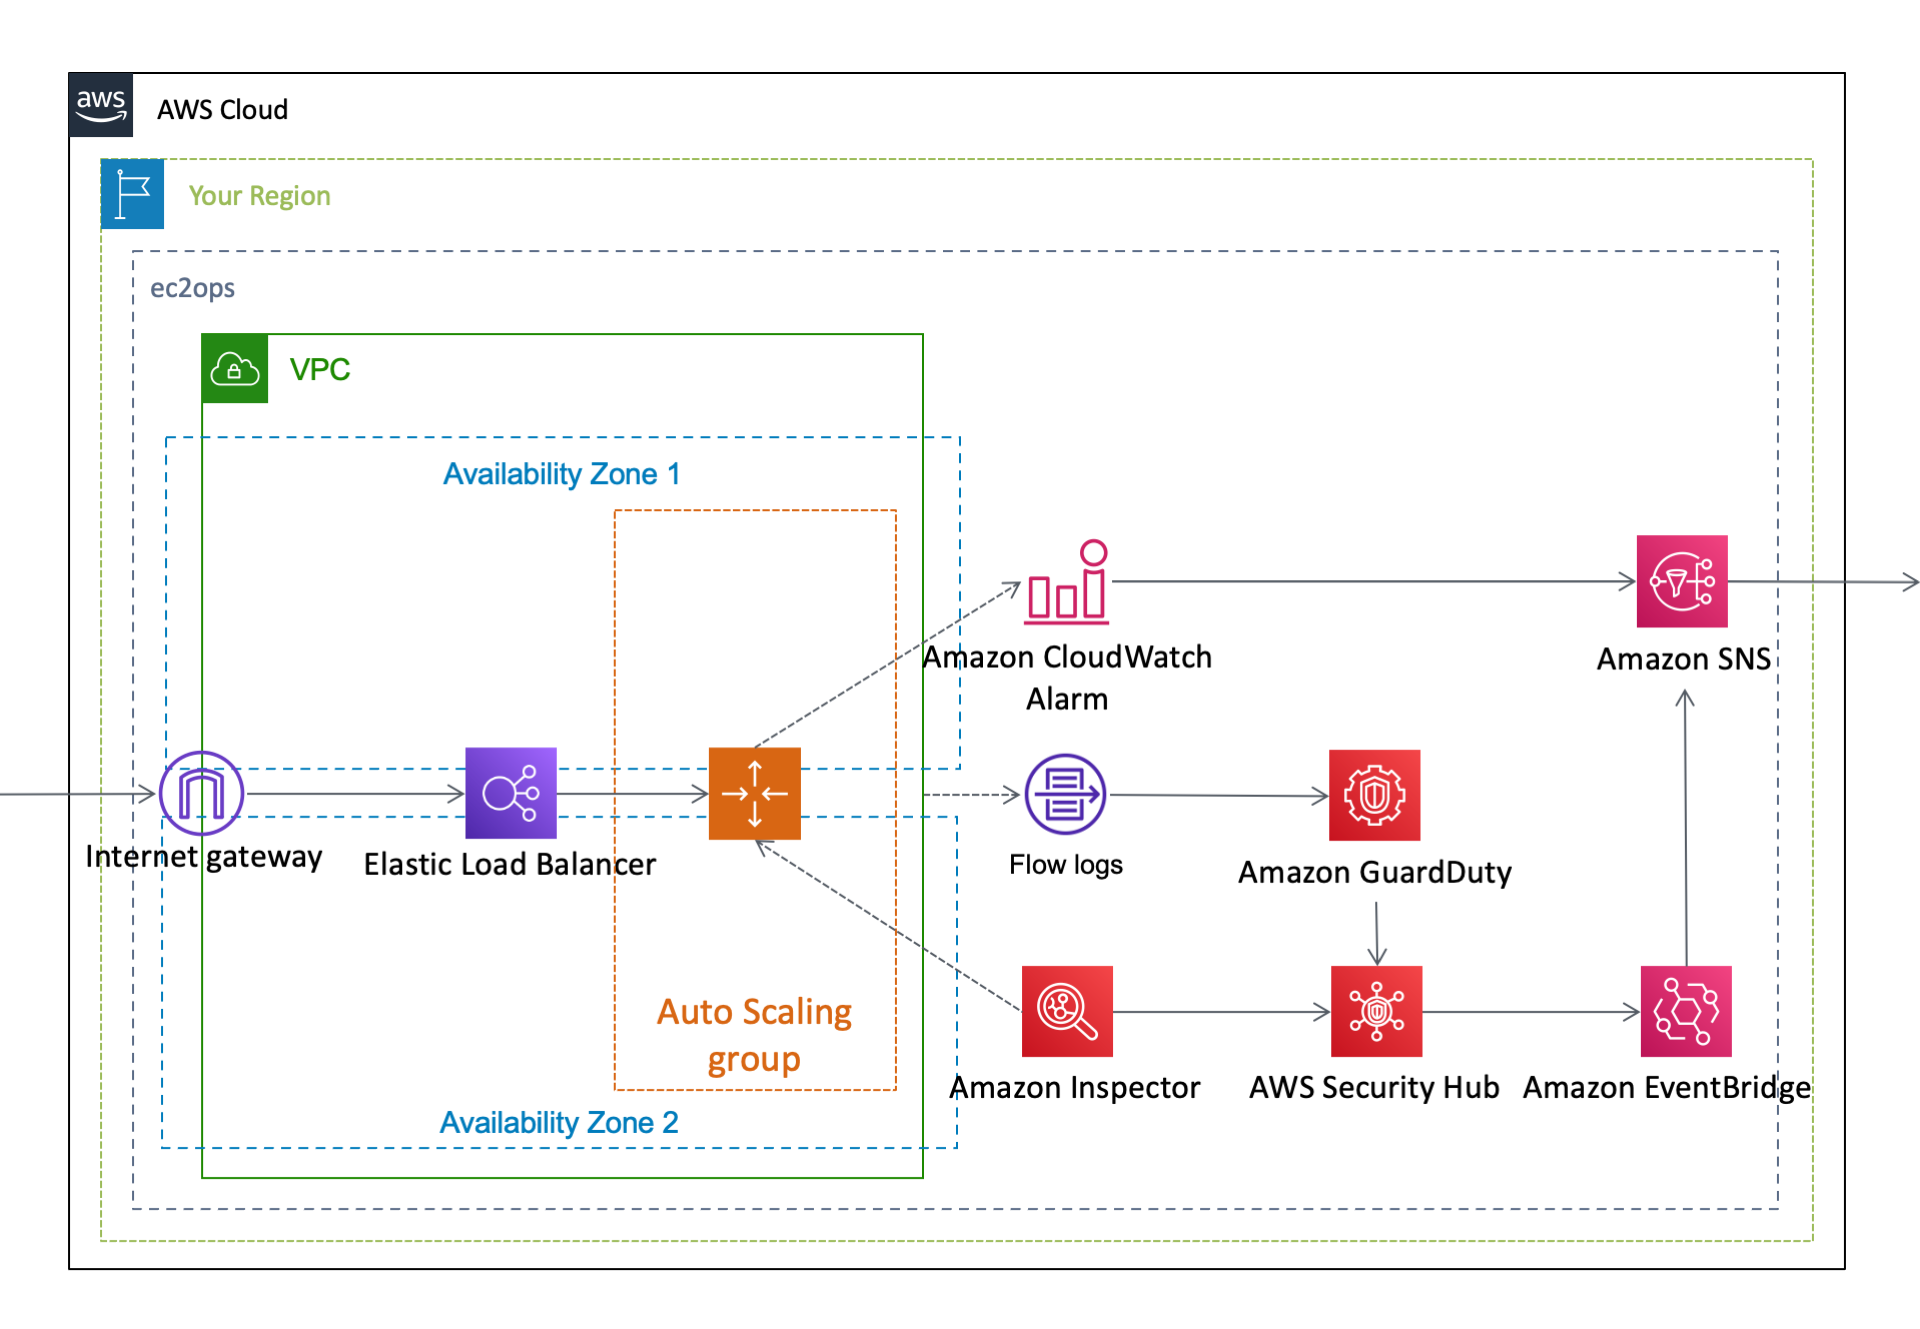 aws
AWS Cloud
Your Region
ec2ops
VPC
Availability Zone 1
Amazon CloudWatch
Alarm
Amazon SNS
Internet gateway
Elastic Load Balancer
Flow logs
Amazon GuardDuty
Auto Scaling
group
Amazon Inspector
AWS Security Hub
Amazon EventBridge
Availability Zone 2